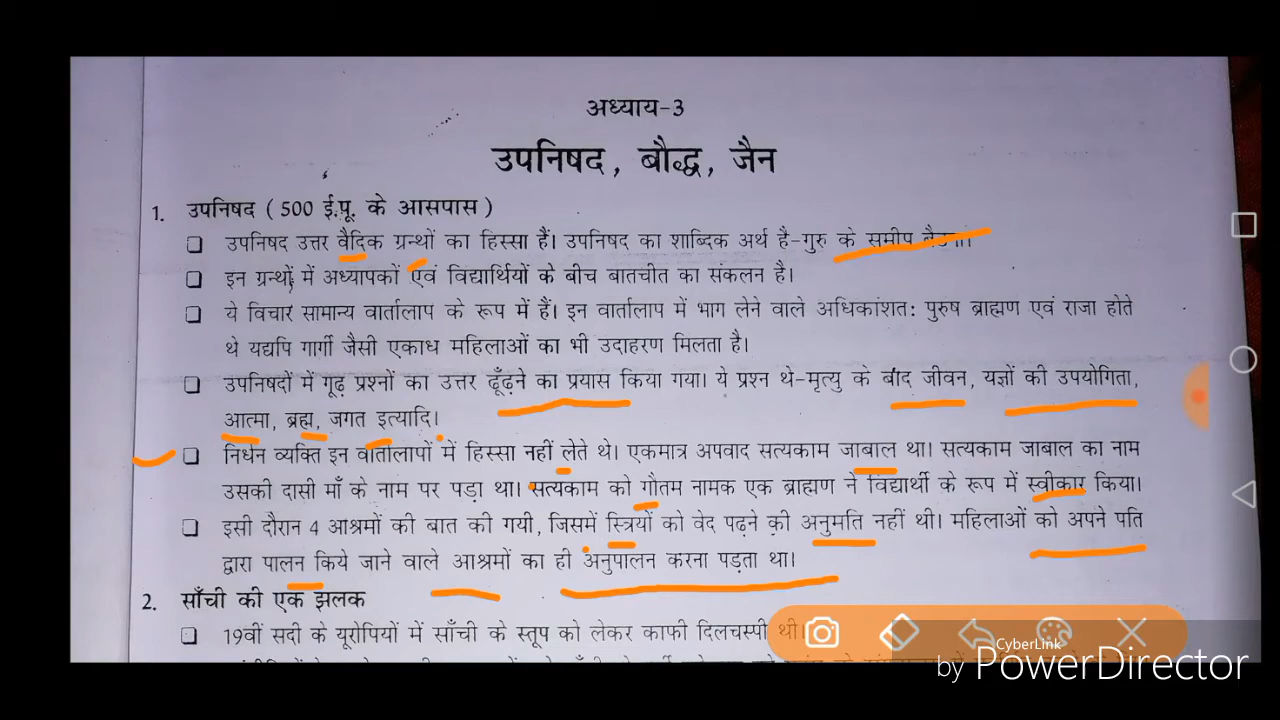 अध्याय-3
उपनिषद, बौद्ध, जैन
1. उपनिषद ( 500 ई.पू. के आसपास )
❑ उपनिषद उत्तर वैदिक ग्रन्थों का हिस्सा हैं। उपनिषद का शाब्दिक अर्थ है-गुरु के समीप बैठना।
❑ इन ग्रन्थों में अध्यापकों एवं विद्यार्थियों के बीच बातचीत का संकलन है।
❑ ये विचार सामान्य वार्तालाप के रूप में हैं। इन वार्तालाप में भाग लेने वाले अधिकांशत: पुरुष ब्राह्मण एवं राजा होते
थे यद्यपि गार्गी जैसी एकाध महिलाओं का भी उदाहरण मिलता है।
❑ उपनिषदों में गूढ़ प्रश्नों का उत्तर ढूँढ़ने का प्रयास किया गया। ये प्रश्न थे-मृत्यु के बाद जीवन, यज्ञों की उपयोगिता,
आत्मा, ब्रह्म, जगत इत्यादि।
❑ निर्धन व्यक्ति इन वार्तालापों में हिस्सा नहीं लेते थे। एकमात्र अपवाद सत्यकाम जाबाल था। सत्यकाम जाबाल का नाम
उसकी दासी माँ के नाम पर पड़ा था। सत्यकाम को गौतम नामक एक ब्राह्मण ने विद्यार्थी के रूप में स्वीकार किया।
❑ इसी दौरान 4 आश्रमों की बात की गयी, जिसमें स्त्रियों को वेद पढ़ने की अनुमति नहीं थी। महिलाओं को अपने पति
द्वारा पालन किये जाने वाले आश्रमों का ही अनुपालन करना पड़ता था।
2. साँची की एक झलक
❑ 19वीं सदी के यूरोपियों में साँची के स्तूप को लेकर काफी दिलचस्पी थी।
CyberLink
by PowerDirector